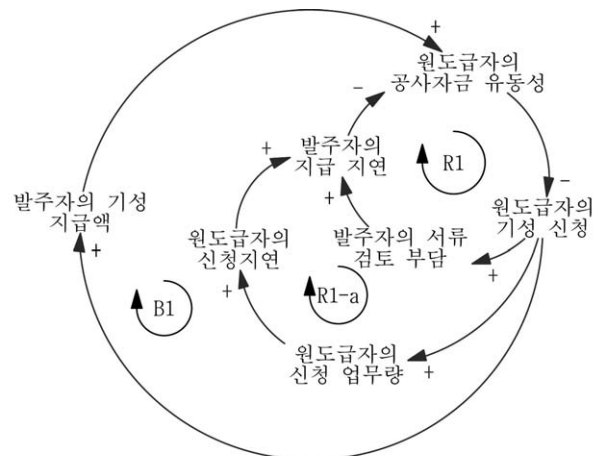 +
원도급자의
공사자금 유동성
-
+
발주자의
지급 지연
R1
+
-
발주자의 기성
지급액
+
원도급자의
신청지연
발주자의 서류
검토 부담
원도급자의
기성 신청
+
+
B1
R1-a
원도급자의
신청 업무량
+